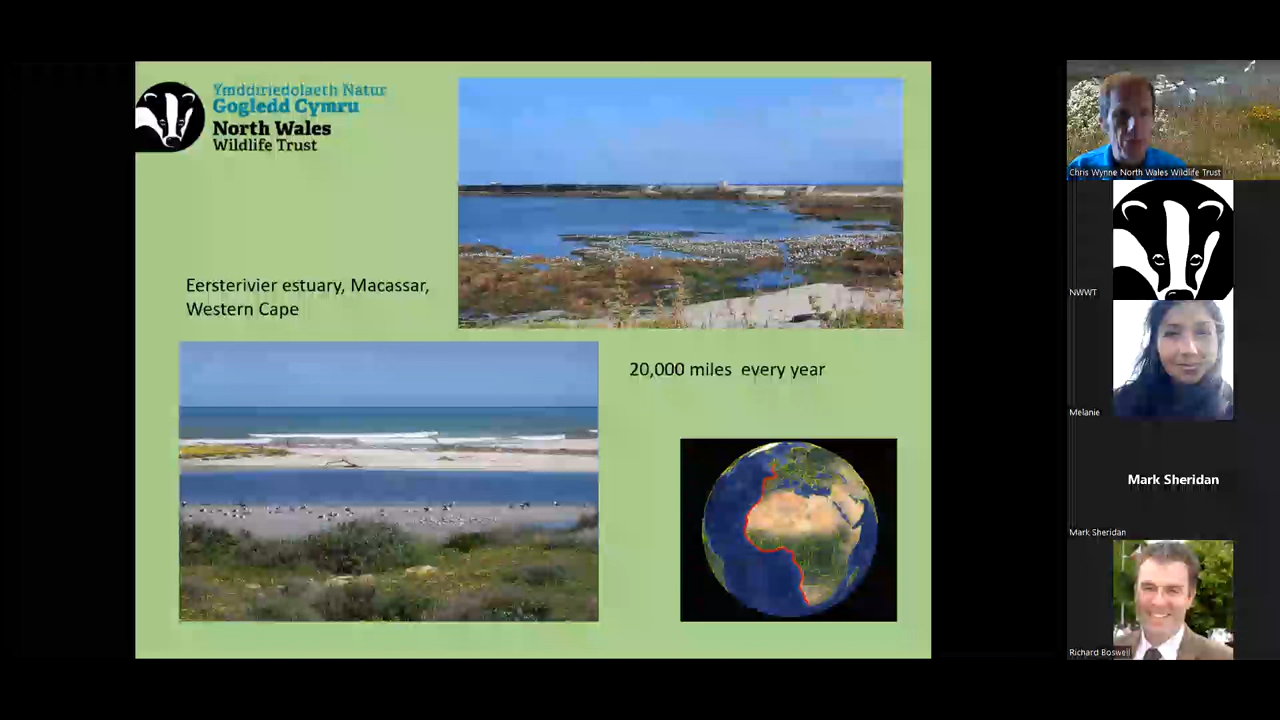 Ymddiriedolaeth Natur
Gogledd Cymru
North Wales
Wildlife Trust
Eersterivier estuary, Macassar,
Western Cape
20,000 miles  every year
Chris Wynne North Wales Wildlife Trust
NWWT
Melanie
Mark Sheridan
Mark Sheridan
Richard Boswell